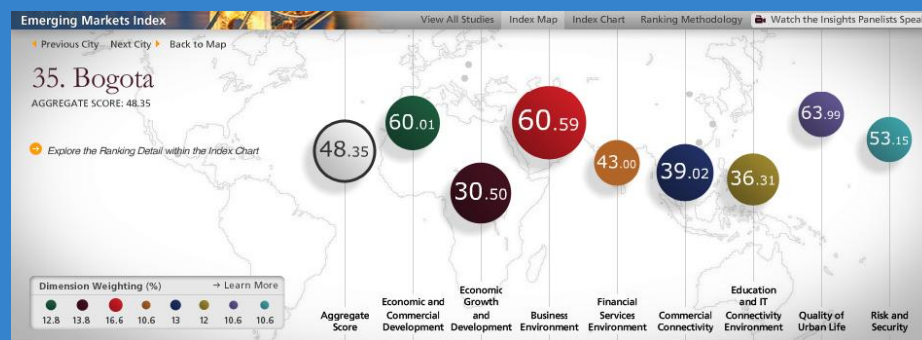 Emerging Markets Index
View All Studies Index Map Index Chart Ranking Methodology Watch the Insights Panelists Spea
Previous City Next City Back to Map
35. Bogota
AGGREGATE SCORE: 48.35
Explore the Ranking Detail within the Index Chart
48.35
60.01
30.50
60.59
43.00
39.02
36.31
63.99
53.15
Dimension Weighting (%) → Learn More
12.8 13.8 16.6 10.6 13 12 10.6 10.6
Aggregate
Score
Economic and
Commercial
Development
Economic
Growth
and
Development
Business
Environment
Financial
Services
Environment
Commercial
Connectivity
Education
and IT
Connectivity
Environment
Quality of
Urban Life
Risk and
Security